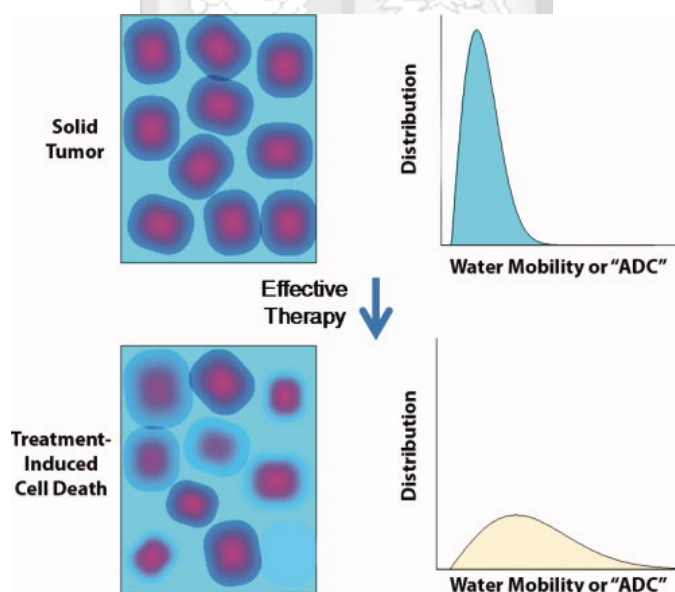 Solid
Tumor
Distribution
Water Mobility or “ADC”
Effective
Therapy
Treatment-
Induced
Cell Death
Distribution
Water Mobility or “ADC”